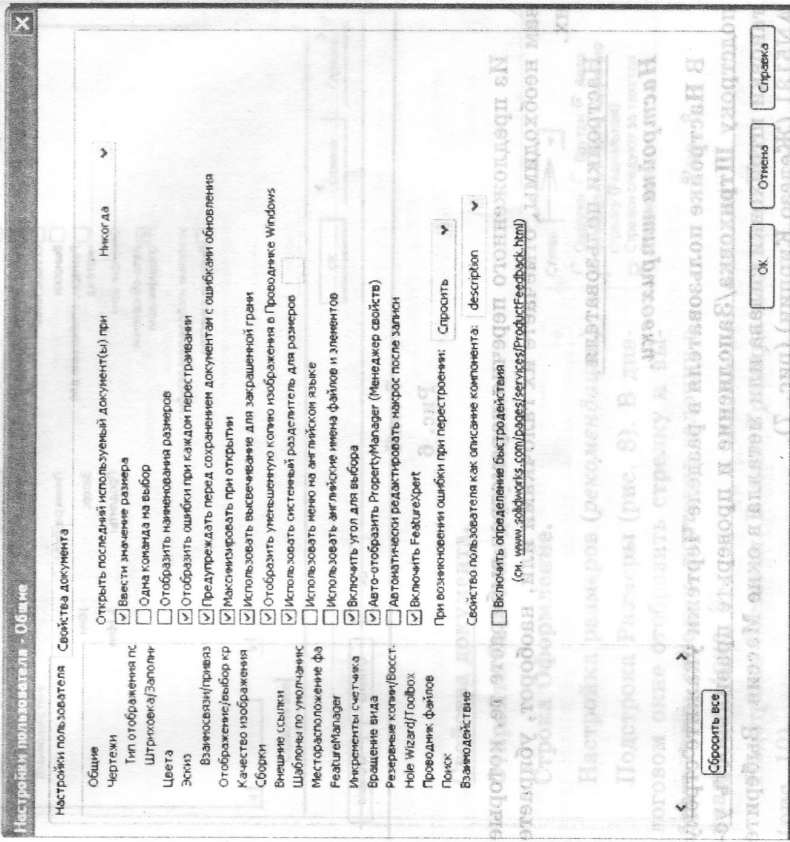 Настройки пользователя - Общие
Настройки пользователя
Свойства документа
Общие
Чертежи
Тип отображения пс
Штриховка/Заполн
Цвета
Эскиз
Взаимосвязи/привяз
Отображение/выбор кр
Качество изображения
Сборки
Внешние ссылки
Шаблоны по умолчанию
Месторасположение фа
FeatureManager
Инкременты счетчика
Вращение вида
Резервные копии/Восст-
Hole Wizard/Toolbox
Проводник файлов
Поиск
Взаимодействие
Сбросить все
Открыть последний используемый документ(ы) при
Никогда
Ввести значение размера
Одна команда на выбор
Отобразить наименования размеров
Отобразить ошибки при каждом перестраивании
Предупреждать перед сохранением документам с ошибками обновления
Максимизировать при открытии
Использовать высвечивание для закрашенной грани
Отобразить уменьшенную копию изображения в Проводнике Windows
Использовать системный разделитель для размеров
Использовать меню на английском языке
Использовать английские имена файлов и элементов
Включить угол для выбора
Авто-отобразить PropertyManager (Менеджер свойств)
Автоматически редактировать макрос после записи
Включить FeatureXpert
При возникновении ошибки при перестроении:
Спросить
Свойство пользователя как описание компонента:
description
Включить определение быстродействия
(см. www.solidworks.com/pages/services/ProductFeedback.html)
ОК
Отмена
Справка